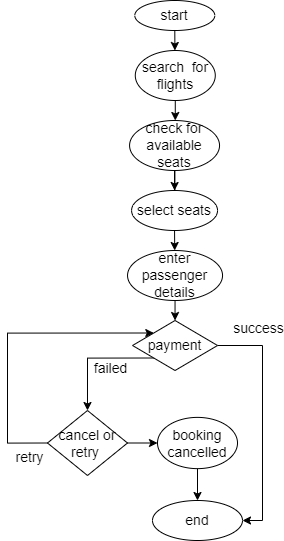 start
search for
flights
check for
available
seats
select seats
enter
passenger
details
payment
success
failed
cancel or
retry
retry
booking
cancelled
end